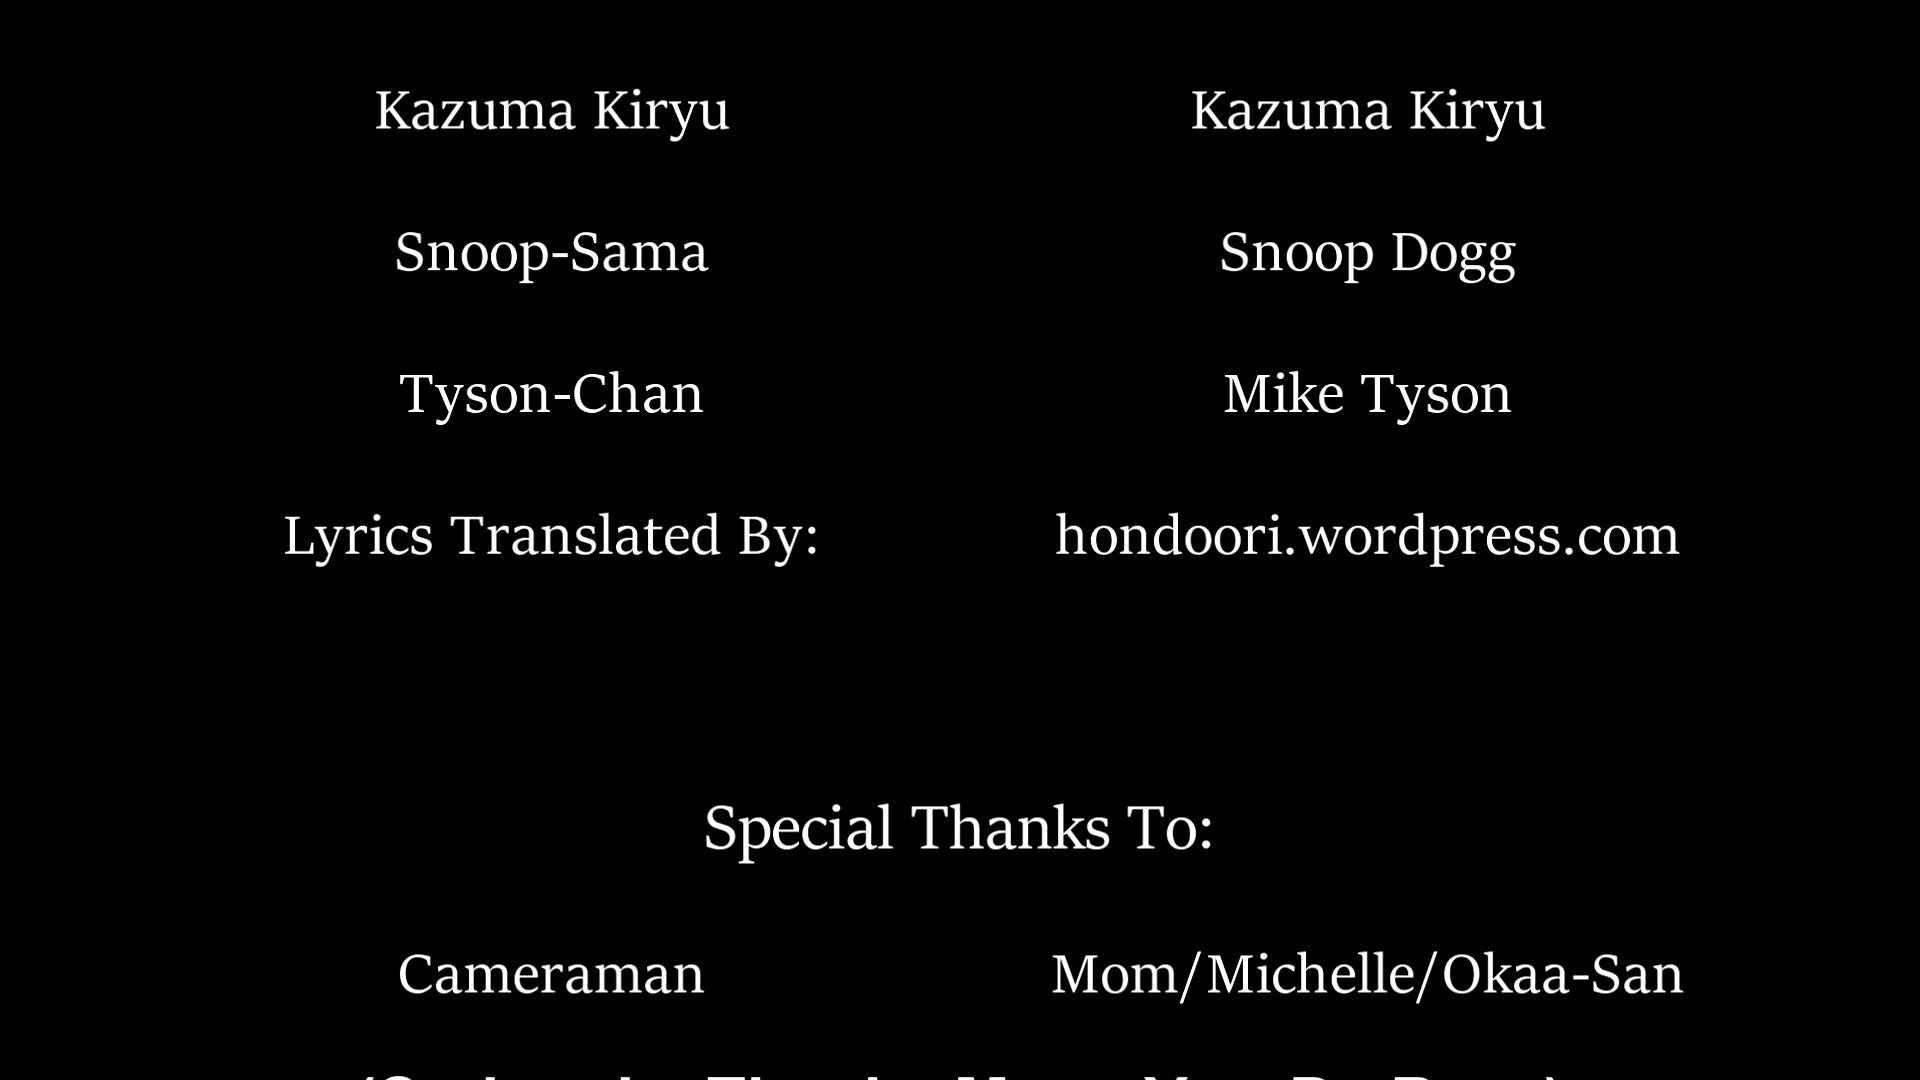 Kazuma Kiryu Kazuma Kiryu
Snoop-Sama Snoop Dogg
Tyson-Chan Mike Tyson
Lyrics Translated By: hondoori.wordpress.com
Special Thanks To:
Cameraman Mom/Michelle/Okaa-San